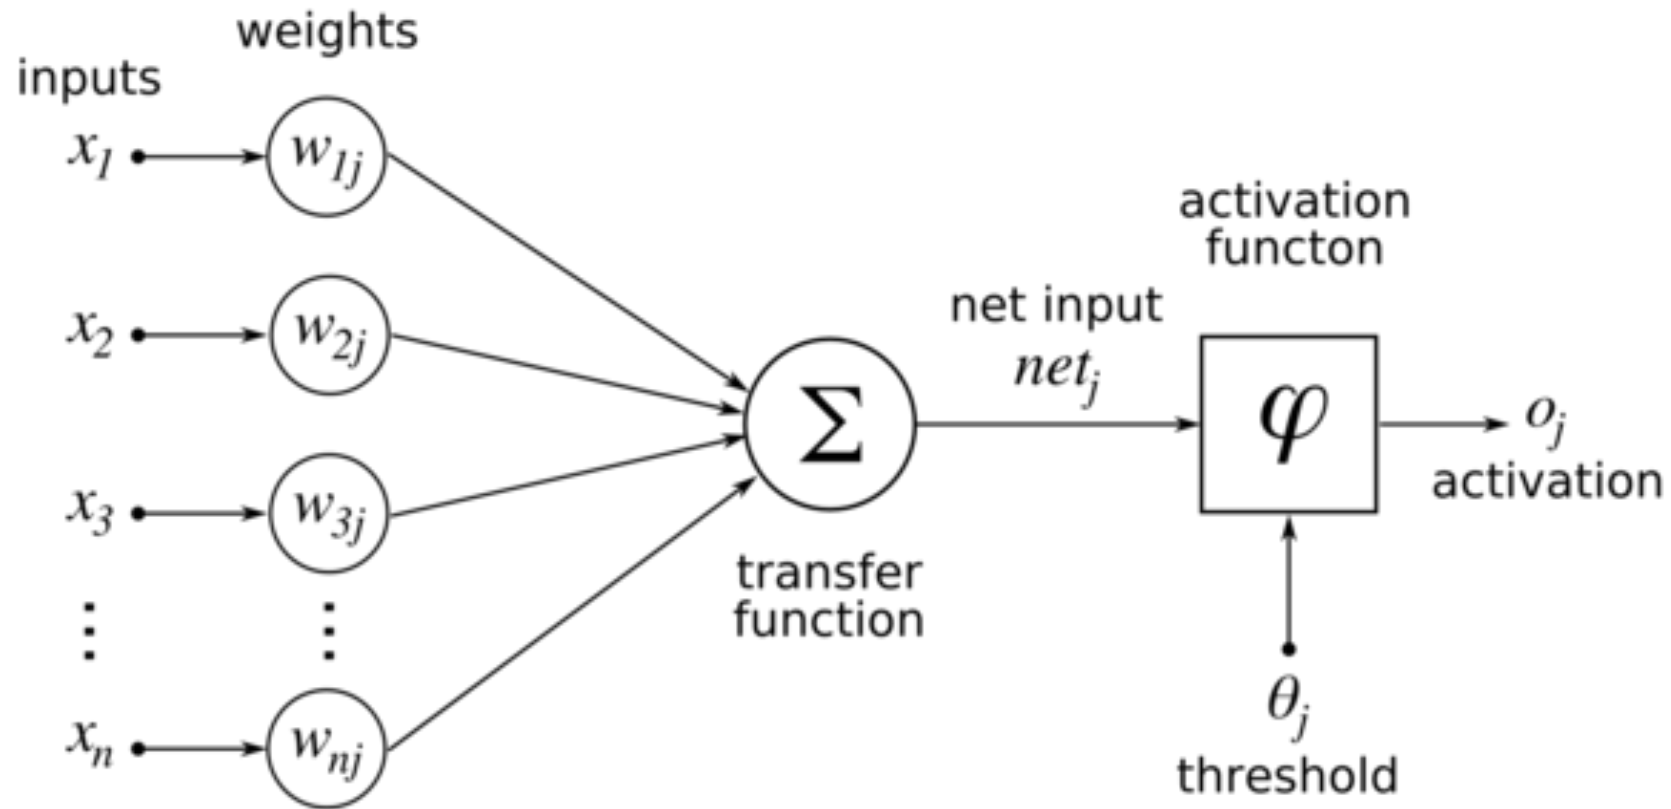 weights
inputs
x1
w1j
x2
w2j
x3
w3j
⋮ ⋮
xn
wnj
Σ
transfer
function
net input
netj
activation
functon
φ
oj
activation
θj
threshold